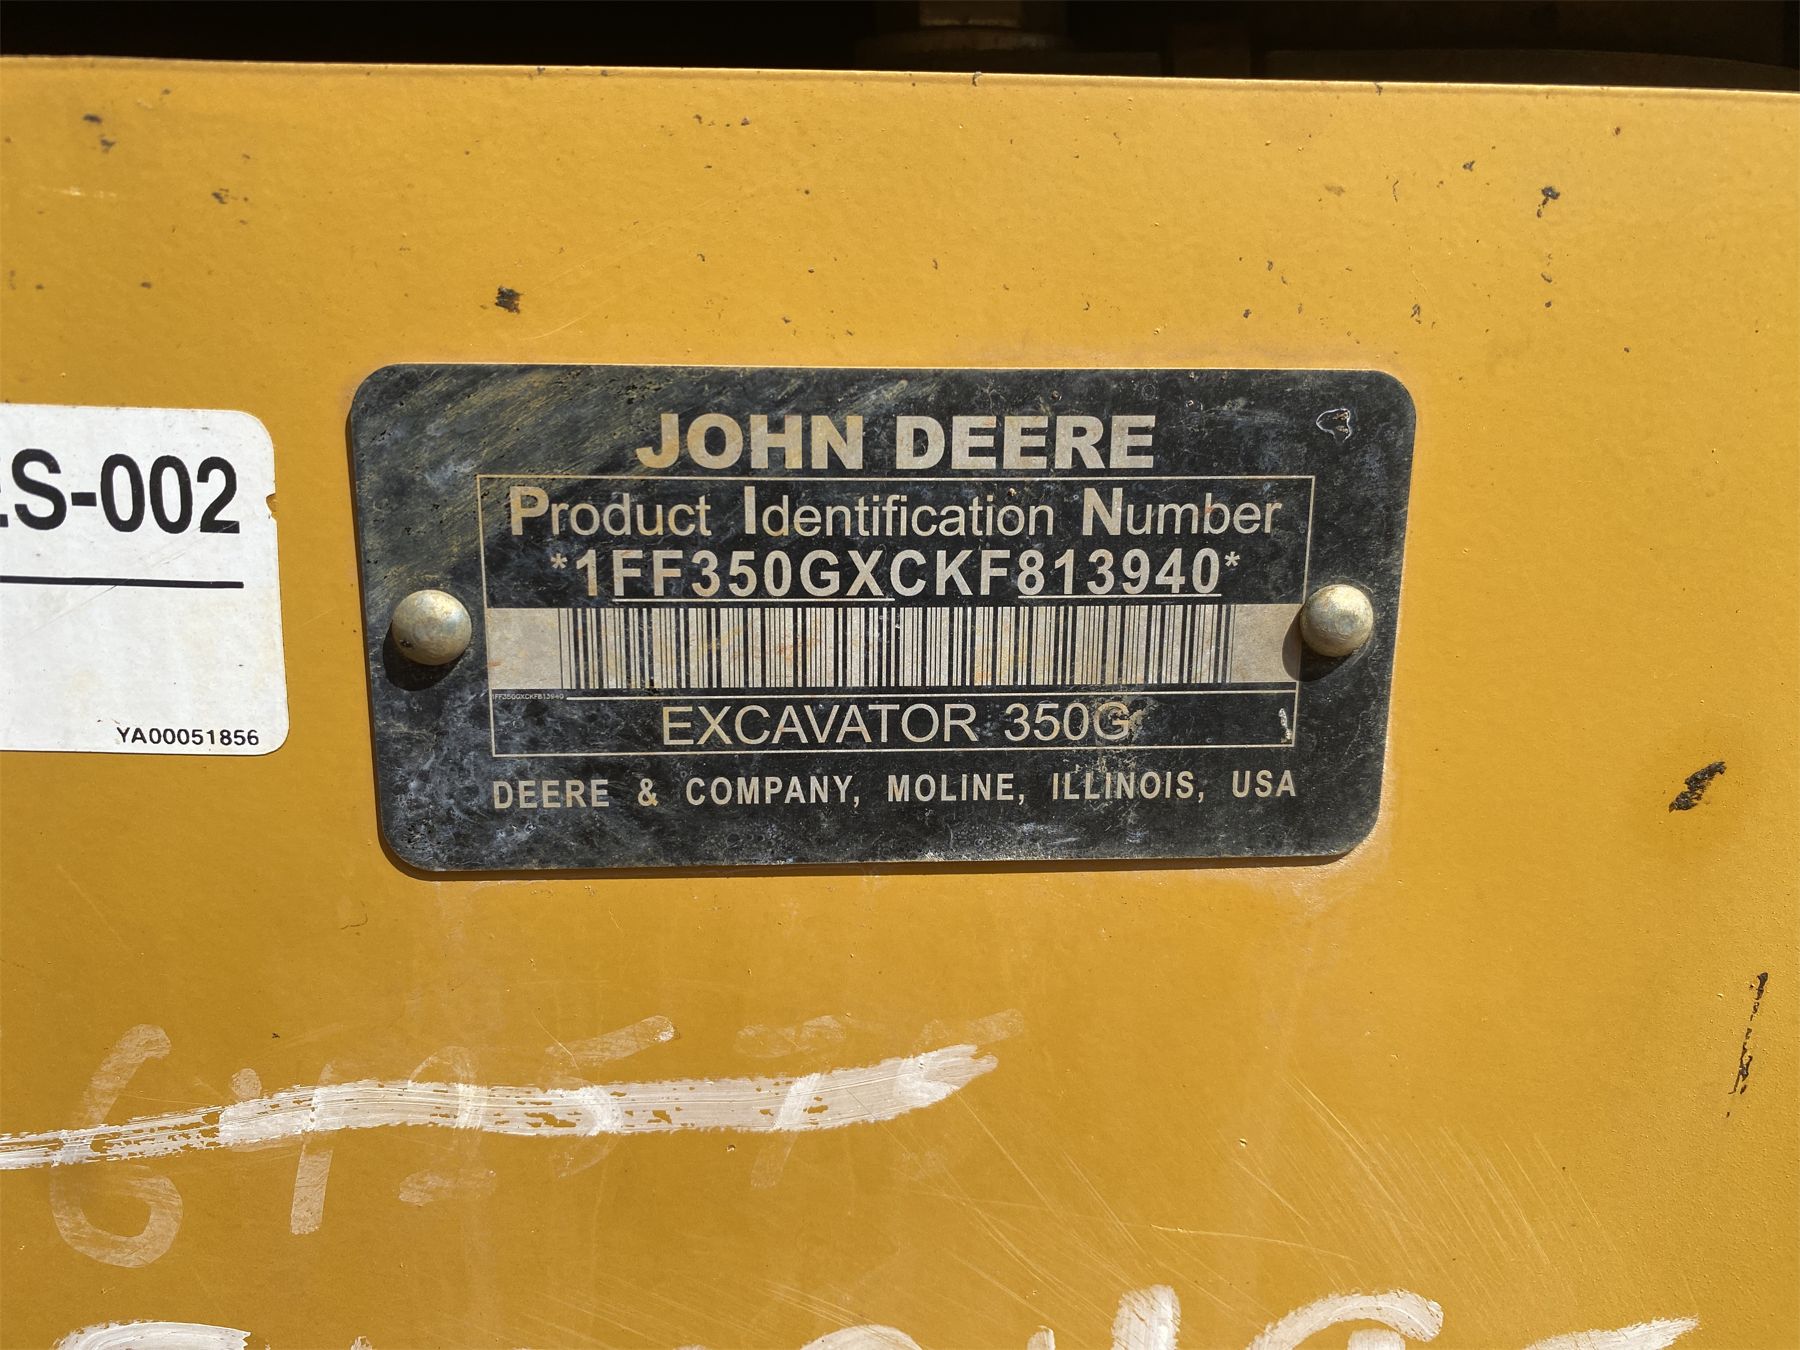 S-002
YA00051856
JOHN DEERE
Product Identification Number
*1FF350GXCKF813940*
1FF350GXCKF813940
EXCAVATOR 350G
DEERE & COMPANY, MOLINE, ILLINOIS, USA